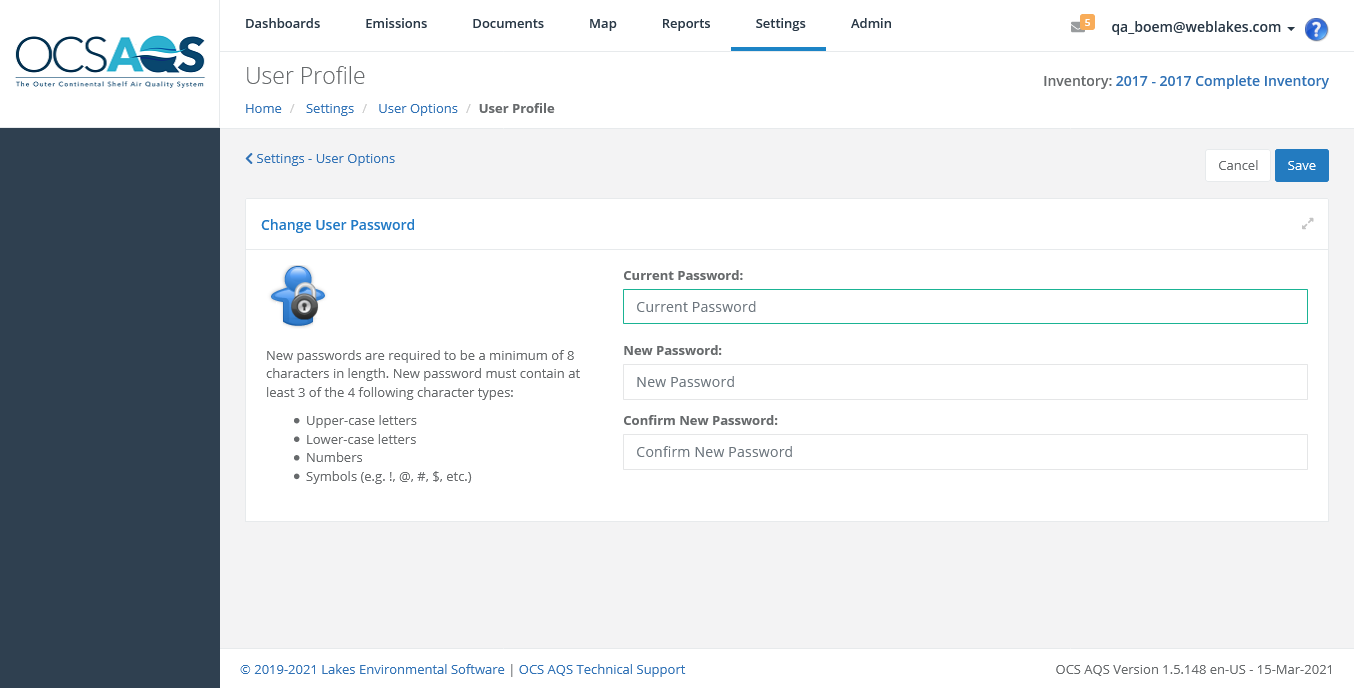 OCSAQS
The Outer Continental Shelf Air Quality System
Dashboards Emissions Documents Map Reports Settings Admin
5 qa_boem@weblakes.com ?
User Profile
Inventory: 2017 - 2017 Complete Inventory
Home / Settings / User Options / User Profile
Settings - User Options
Cancel Save
Change User Password
New passwords are required to be a minimum of 8
characters in length. New password must contain at
least 3 of the 4 following character types:
• Upper-case letters
• Lower-case letters
• Numbers
• Symbols (e.g. !, @, #, $, etc.)
Current Password:
Current Password
New Password:
New Password
Confirm New Password:
Confirm New Password
© 2019-2021 Lakes Environmental Software | OCS AQS Technical Support
OCS AQS Version 1.5.148 en-US - 15-Mar-2021